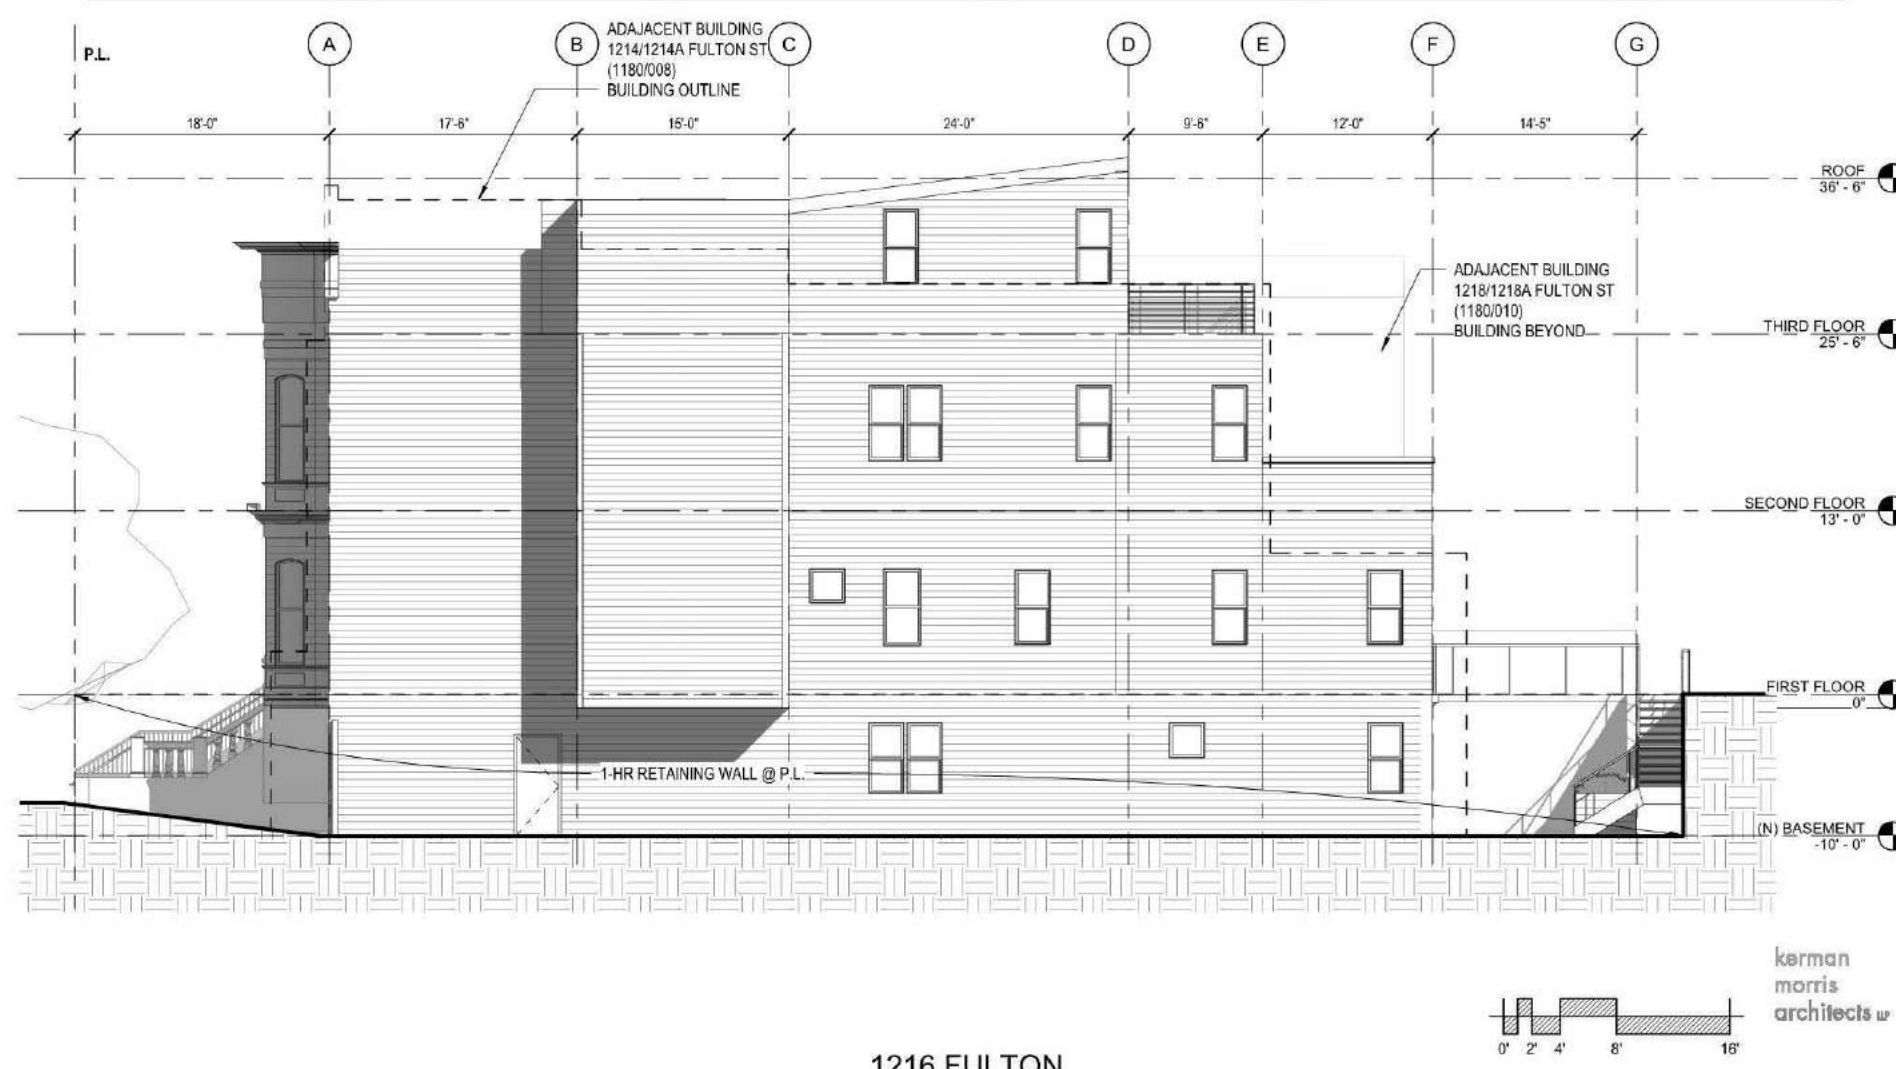 P.L.
A
B
C
D
E
F
G
ADAJACENT BUILDING
1214/1214A FULTON ST
(1180/008)
BUILDING OUTLINE
18'-0"
17'-6"
15'-0"
24'-0"
9'-6"
12'-0"
14'-5"
ROOF
36' - 6"
ADAJACENT BUILDING
1218/1218A FULTON ST
(1180/010)
BUILDING BEYOND
THIRD FLOOR
25' - 6"
SECOND FLOOR
13' - 0"
FIRST FLOOR
0"
1-HR RETAINING WALL @ P.L.
(N) BASEMENT
-10' - 0"
kerman
morris
architects LLP
0' 2' 4' 8' 16'
1216 FULTON